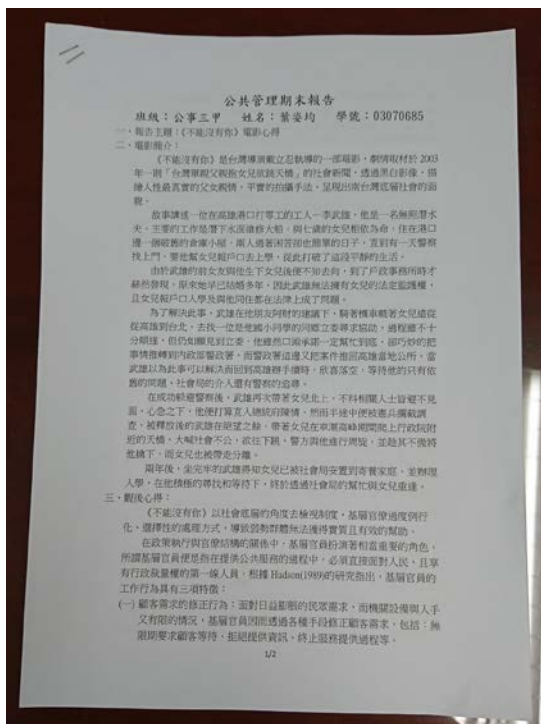 公共管理期末報告
班級：公事三甲 姓名：葉姿均 學號：03070685
一、報告主題：《不能沒有你》電影心得
二、電影簡介：
《不能沒有你》是台灣導演戴立忍執導的一部電影，劇情取材於 2003
年一則「台灣單親父親抱女兒欲跳天橋」的社會新聞，透過黑白影像，描
繪人性最真實的父女親情，平實的拍攝手法，呈現出南台灣底層社會的面
貌。
故事講述一位在高雄港口打零工的工人－李武雄，他是一名無照潛水
夫，主要的工作是潛下水面維修大船，與七歲的女兒相依為命，住在港口
邊一個破舊的倉庫小屋，兩人過著困苦卻也簡單的日子，直到有一天警察
找上門，要他幫女兒報戶口去上學，從此打破了這段平靜的生活。
由於武雄的前女友與他生下女兒後便不知去向，到了戶政事務所時才
赫然發現，原來她早已結婚多年，因此武雄無法擁有女兒的法定監護權，
且女兒報戶口入學及與他同住都在法律上成了問題。
為了解決此事，武雄在他朋友阿財的建議下，騎著機車載著女兒遠從
從高雄到台北，去找一位是他國小同學的同鄉立委尋求協助，過程雖不十
分順遂，但仍如願見到立委，他雖然口頭承諾一定幫忙到底，卻巧妙的把
事情推轉到內政部警政署，而警政署這邊又把案件推回高雄當地公所，當
武雄以為此事可以解決而回到高雄辦手續時，欣喜落空，等待他的只有依
舊的問題、社會局的介入還有警察的追尋。
在成功躲避警察後，武雄再次帶著女兒北上，不料相關人士皆避不見
面，心急之下，他便打算直入總統府陳情，然而半途中便被憲兵攔截調
查，被釋放後的武雄在絕望之餘，帶著女兒在車潮高峰期間爬上行政院附
近的天橋，大喊社會不公，欲往下跳，警方與他進行周旋，並趁其不備將
他擒下，而女兒也被帶走分離。
兩年後，坐完牢的武雄得知女兒已被社會局安置到寄養家庭，並辦理
入學，在他積極的尋找和等待下，終於透過社會局的幫忙與女兒重逢。
三、觀後心得：
《不能沒有你》以社會底層的角度去檢視制度，基層官僚過度例行
化、選擇性的處理方式，導致弱勢群體無法獲得實質且有效的幫助。
在政策執行與官僚結構的關係中，基層官員扮演著相當重要的角色，
所謂基層官員便是指在提供公共服務的過程中，必須直接面對人民，且享
有行政裁量權的第一線人員，根據 Hudson(1989)的研究指出，基層官員的
工作行為具有三項特徵：
(一) 顧客需求的修正行為：面對日益膨脹的民眾需求，而機關設備與人手
又有限的情況，基層官員因而透過各種手段修正顧客需求，包括：無
限期要求顧客等待、拒絕提供資訊、終止服務提供過程等。
1/2